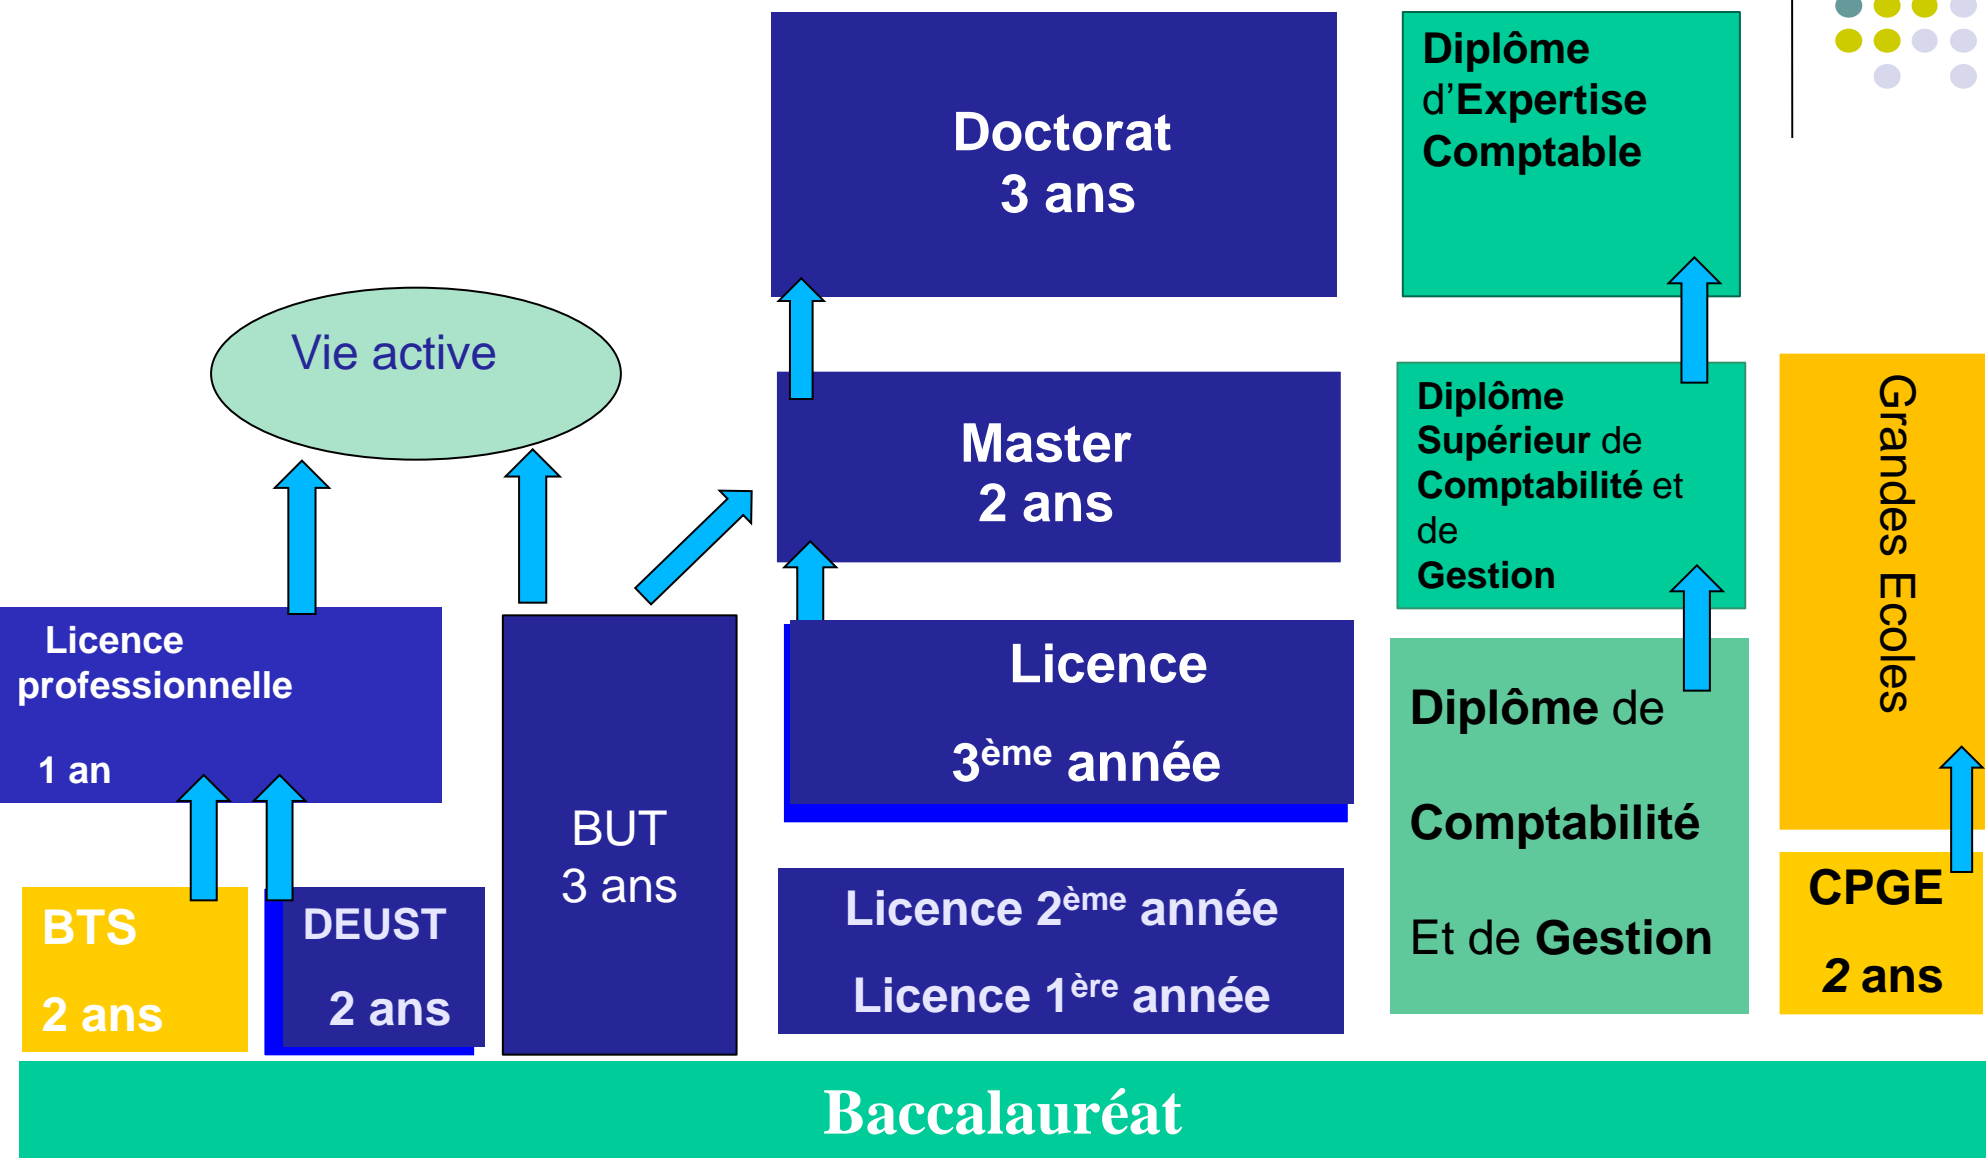 Doctorat
3 ans
Diplôme
d’Expertise
Comptable
Vie active
Master
2 ans
Diplôme
Supérieur de
Comptabilité et
de
Gestion
Grandes Ecoles
Licence
professionnelle
1 an
BUT
3 ans
Licence
3ème année
Diplôme de
Comptabilité
Et de Gestion
BTS
2 ans
DEUST
2 ans
Licence 2ème année
Licence 1ère année
CPGE
2 ans
Baccalauréat